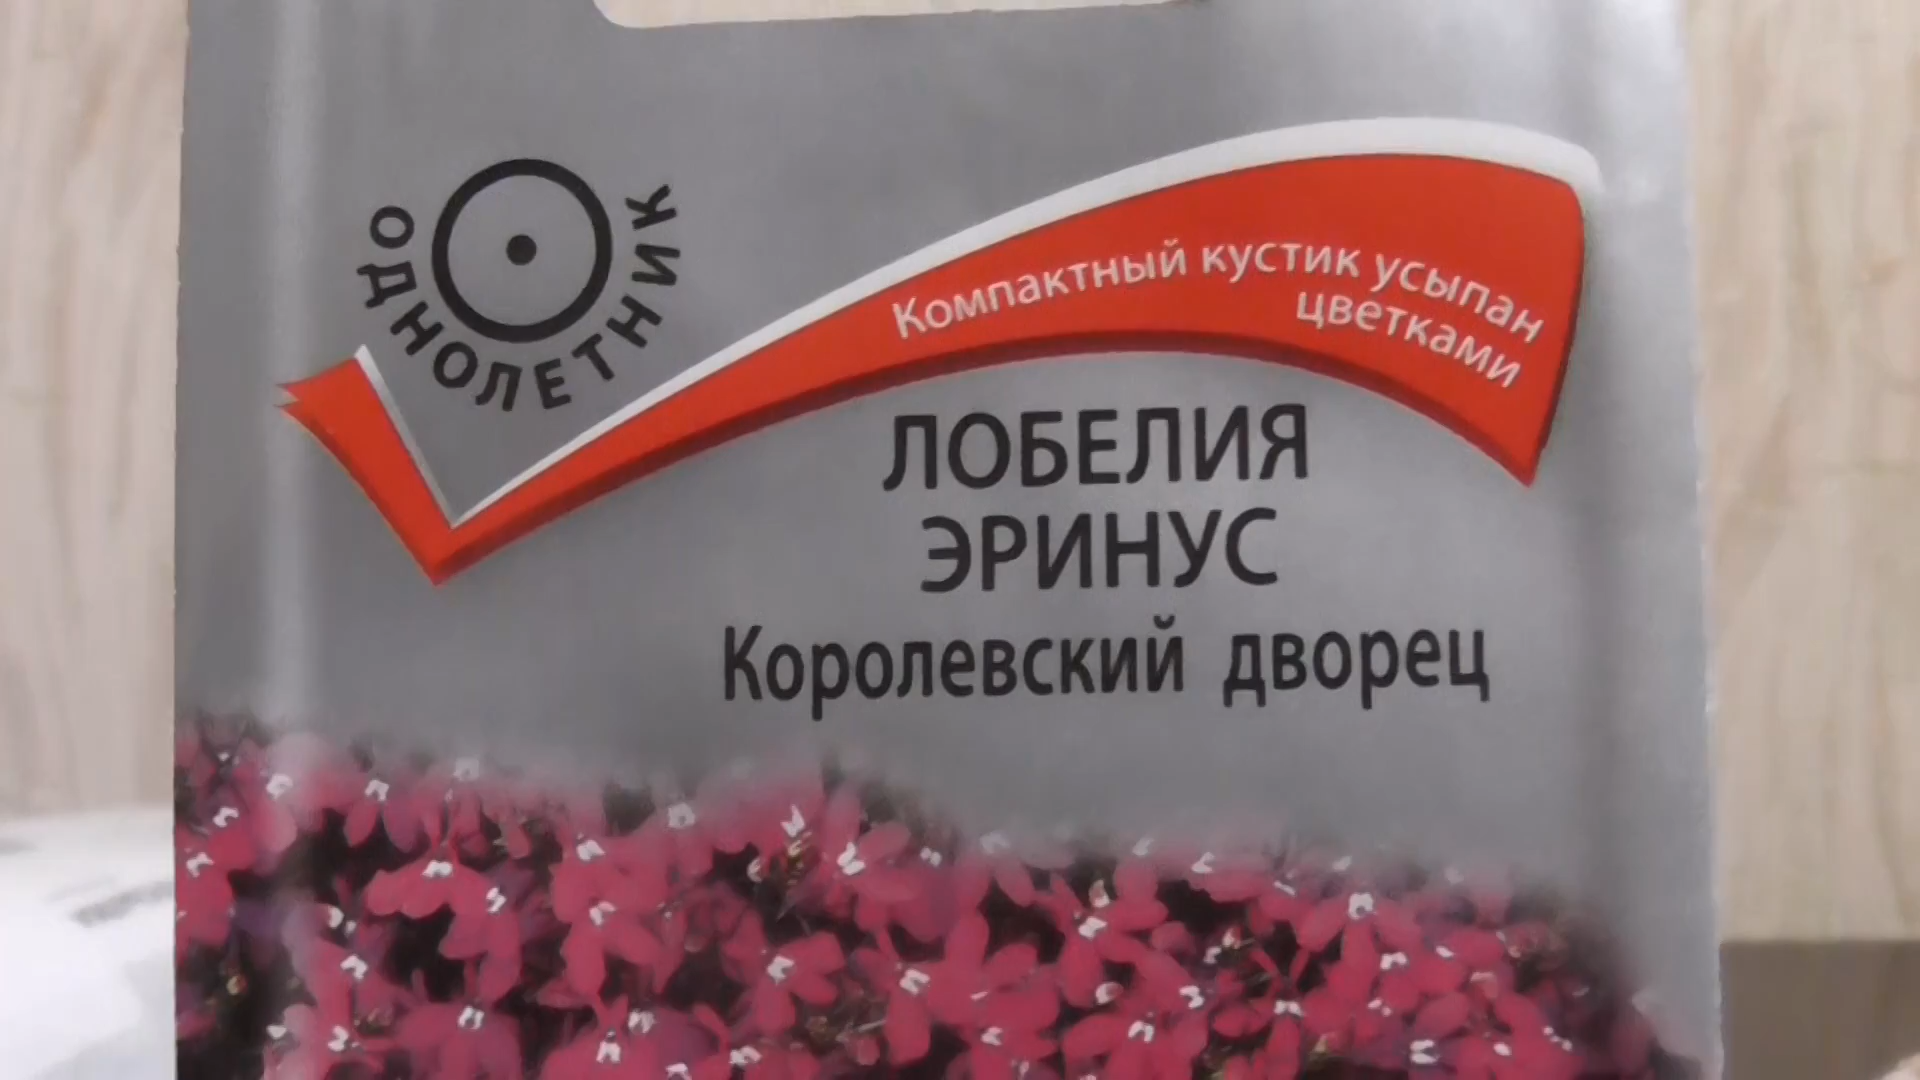 ОДНОЛЕТНИК
Компактный кустик усыпан
цветками
ЛОБЕЛИЯ
ЭРИНУС
Королевский дворец